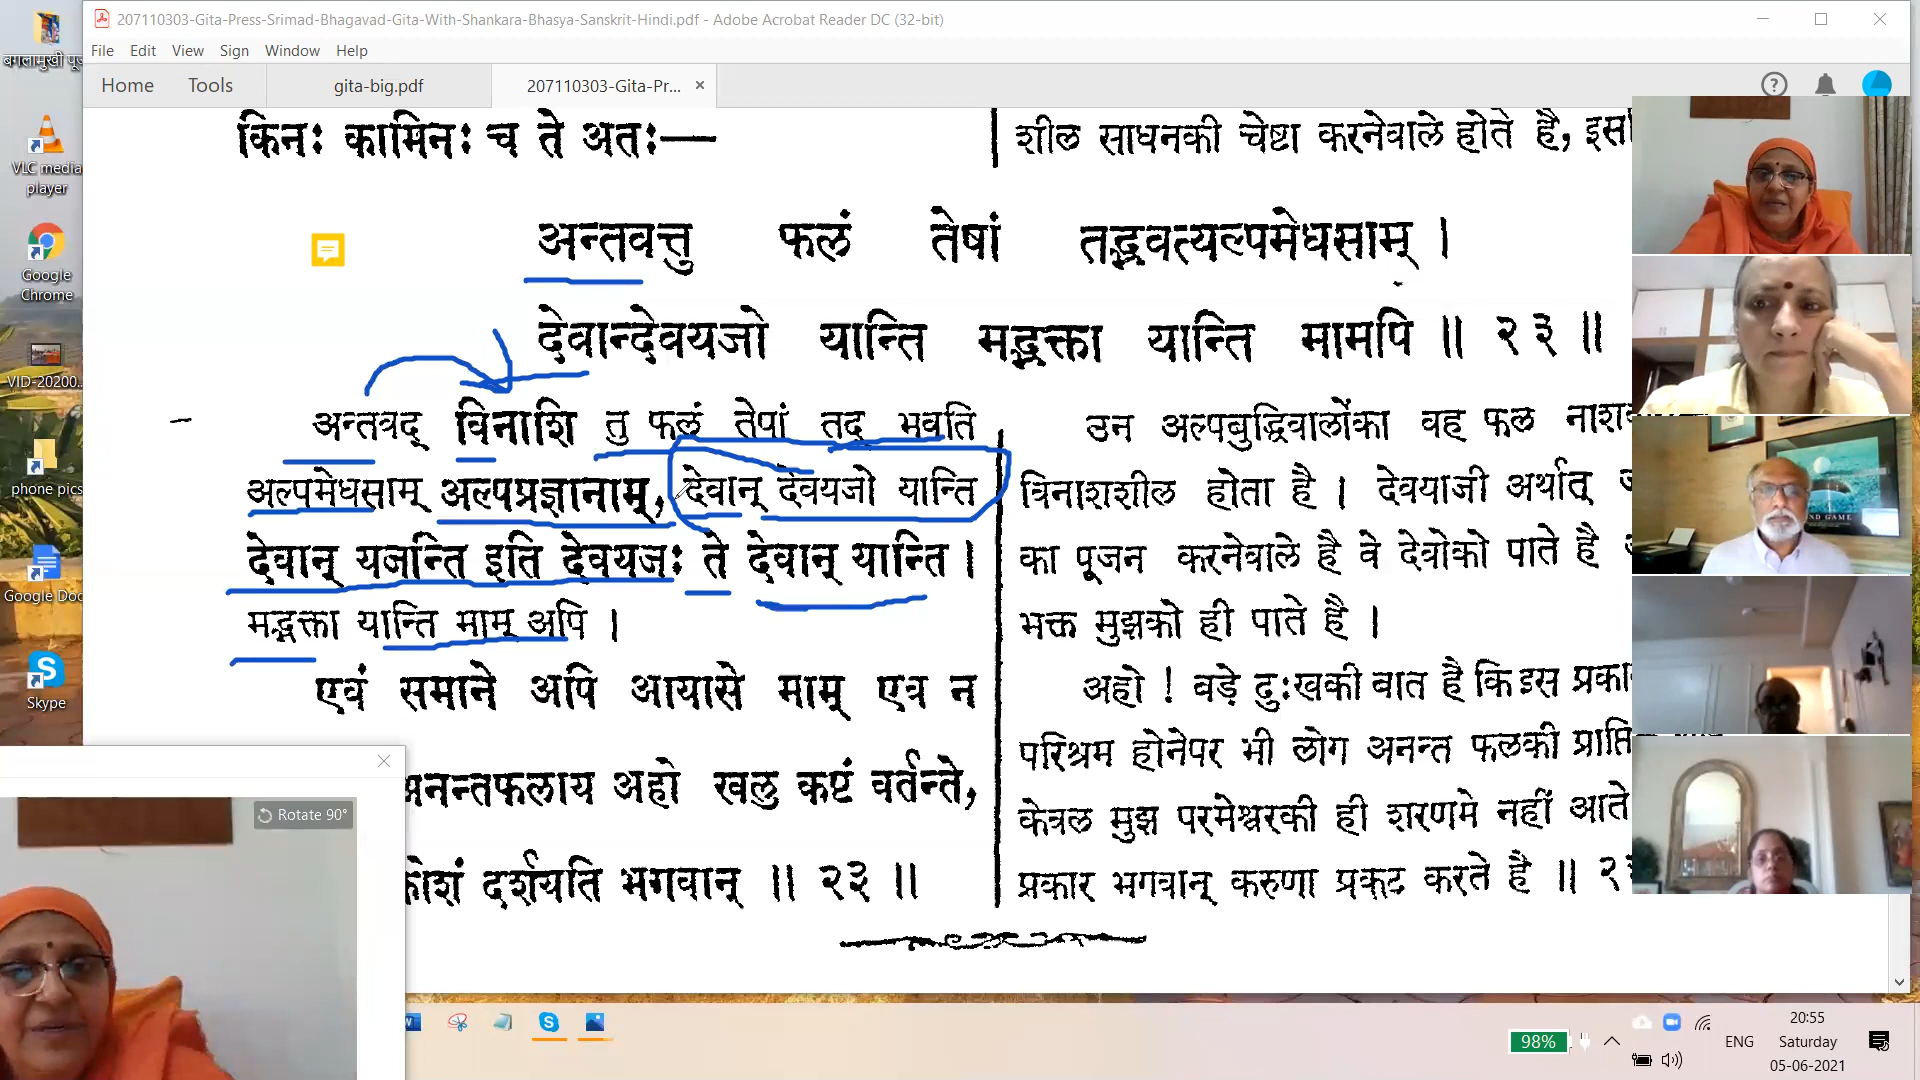 207110303-Gita-Press-Srimad-Bhagavad-Gita-With-Shankara-Bhasya-Sanskrit-Hindi.pdf - Adobe Acrobat Reader DC (32-bit)
File Edit View Sign Window Help
Home Tools gita-big.pdf 207110303-Gita-Pr... ×
किनः कामिनः च ते अतः—
शील साधनकी चेष्टा करनेवाले होते है,
अन्तवत्तु फलं तेषां तद्भवत्यल्पमेधसाम् ।
देवान्देवयजो यान्ति मद्भक्ता यान्ति मामपि ॥ २३ ॥
अन्तवद् विनाशि तु फलं तेषां तद् भवति
अल्पमेधसाम् अल्पप्रज्ञानाम्, देवान् देवयजो यान्ति
देवान् यजन्ति इति देवयजः ते देवान् यान्ति ।
मद्भक्ता यान्ति माम् अपि ।
एवं समाने अपि आयासे माम् एव न
अनन्तफलाय अहो खलु कष्टं वर्तन्ते,
दर्शयति भगवान् ॥ २३ ॥
उन अल्पबुद्धिवालोंका वह फल
विनाशशील होता है । देवयाजी अर्थात्
का पूजन करनेवाले है वे देवोको पाते है
भक्त मुझको ही पाते है ।
अहो ! बड़े दुःखकी बात है कि इस
परिश्रम होनेपर भी लोग अनन्त फलकी
केवल मुझ परमेश्वरकी ही शरणमे नहीं आते
प्रकार भगवान् करुणा प्रकट करते है ॥
VLC media player
Google Chrome
VID-20200...
phone pics
Google Doc
Skype
Rotate 90°
98%
ENG
20:55
Saturday
05-06-2021